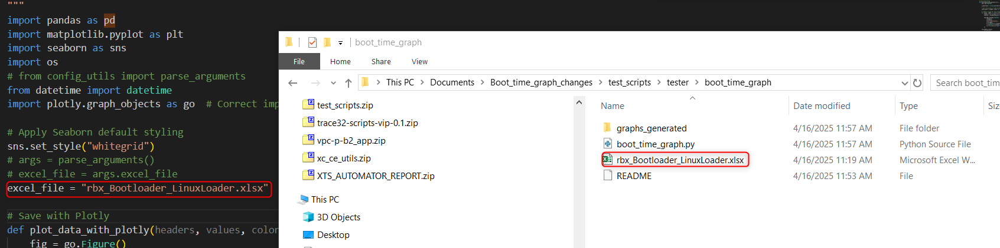 """
import pandas as pd
import matplotlib.pyplot as plt
import seaborn as sns
import os
# from config_utils import parse_arguments
from datetime import datetime
import plotly.graph_objects as go  # Correct imp
# Apply Seaborn default styling
sns.set_style("whitegrid")
# args = parse_arguments()
# excel_file = args.excel_file
excel_file = "rbx_Bootloader_LinuxLoader.xlsx"
# Save with Plotly
def plot_data_with_plotly(headers, values, color
    fig = go.Figure()
boot_time_graph
File Home Share View
This PC Documents Boot_time_graph_changes test_scripts tester boot_time_graph
Search boot_tim
test_scripts.zip
trace32-scripts-vip-0.1.zip
vpc-p-b2_app.zip
xc_ce_utils.zip
XTS_AUTOMATOR_REPORT.zip
This PC
3D Objects
Desktop
Name Date modified Type Siz
graphs_generated 4/16/2025 11:57 AM File folder
boot_time_graph.py 4/16/2025 11:57 AM Python Source File
rbx_Bootloader_LinuxLoader.xlsx 4/16/2025 11:19 AM Microsoft Excel W...
README 4/16/2025 11:53 AM File